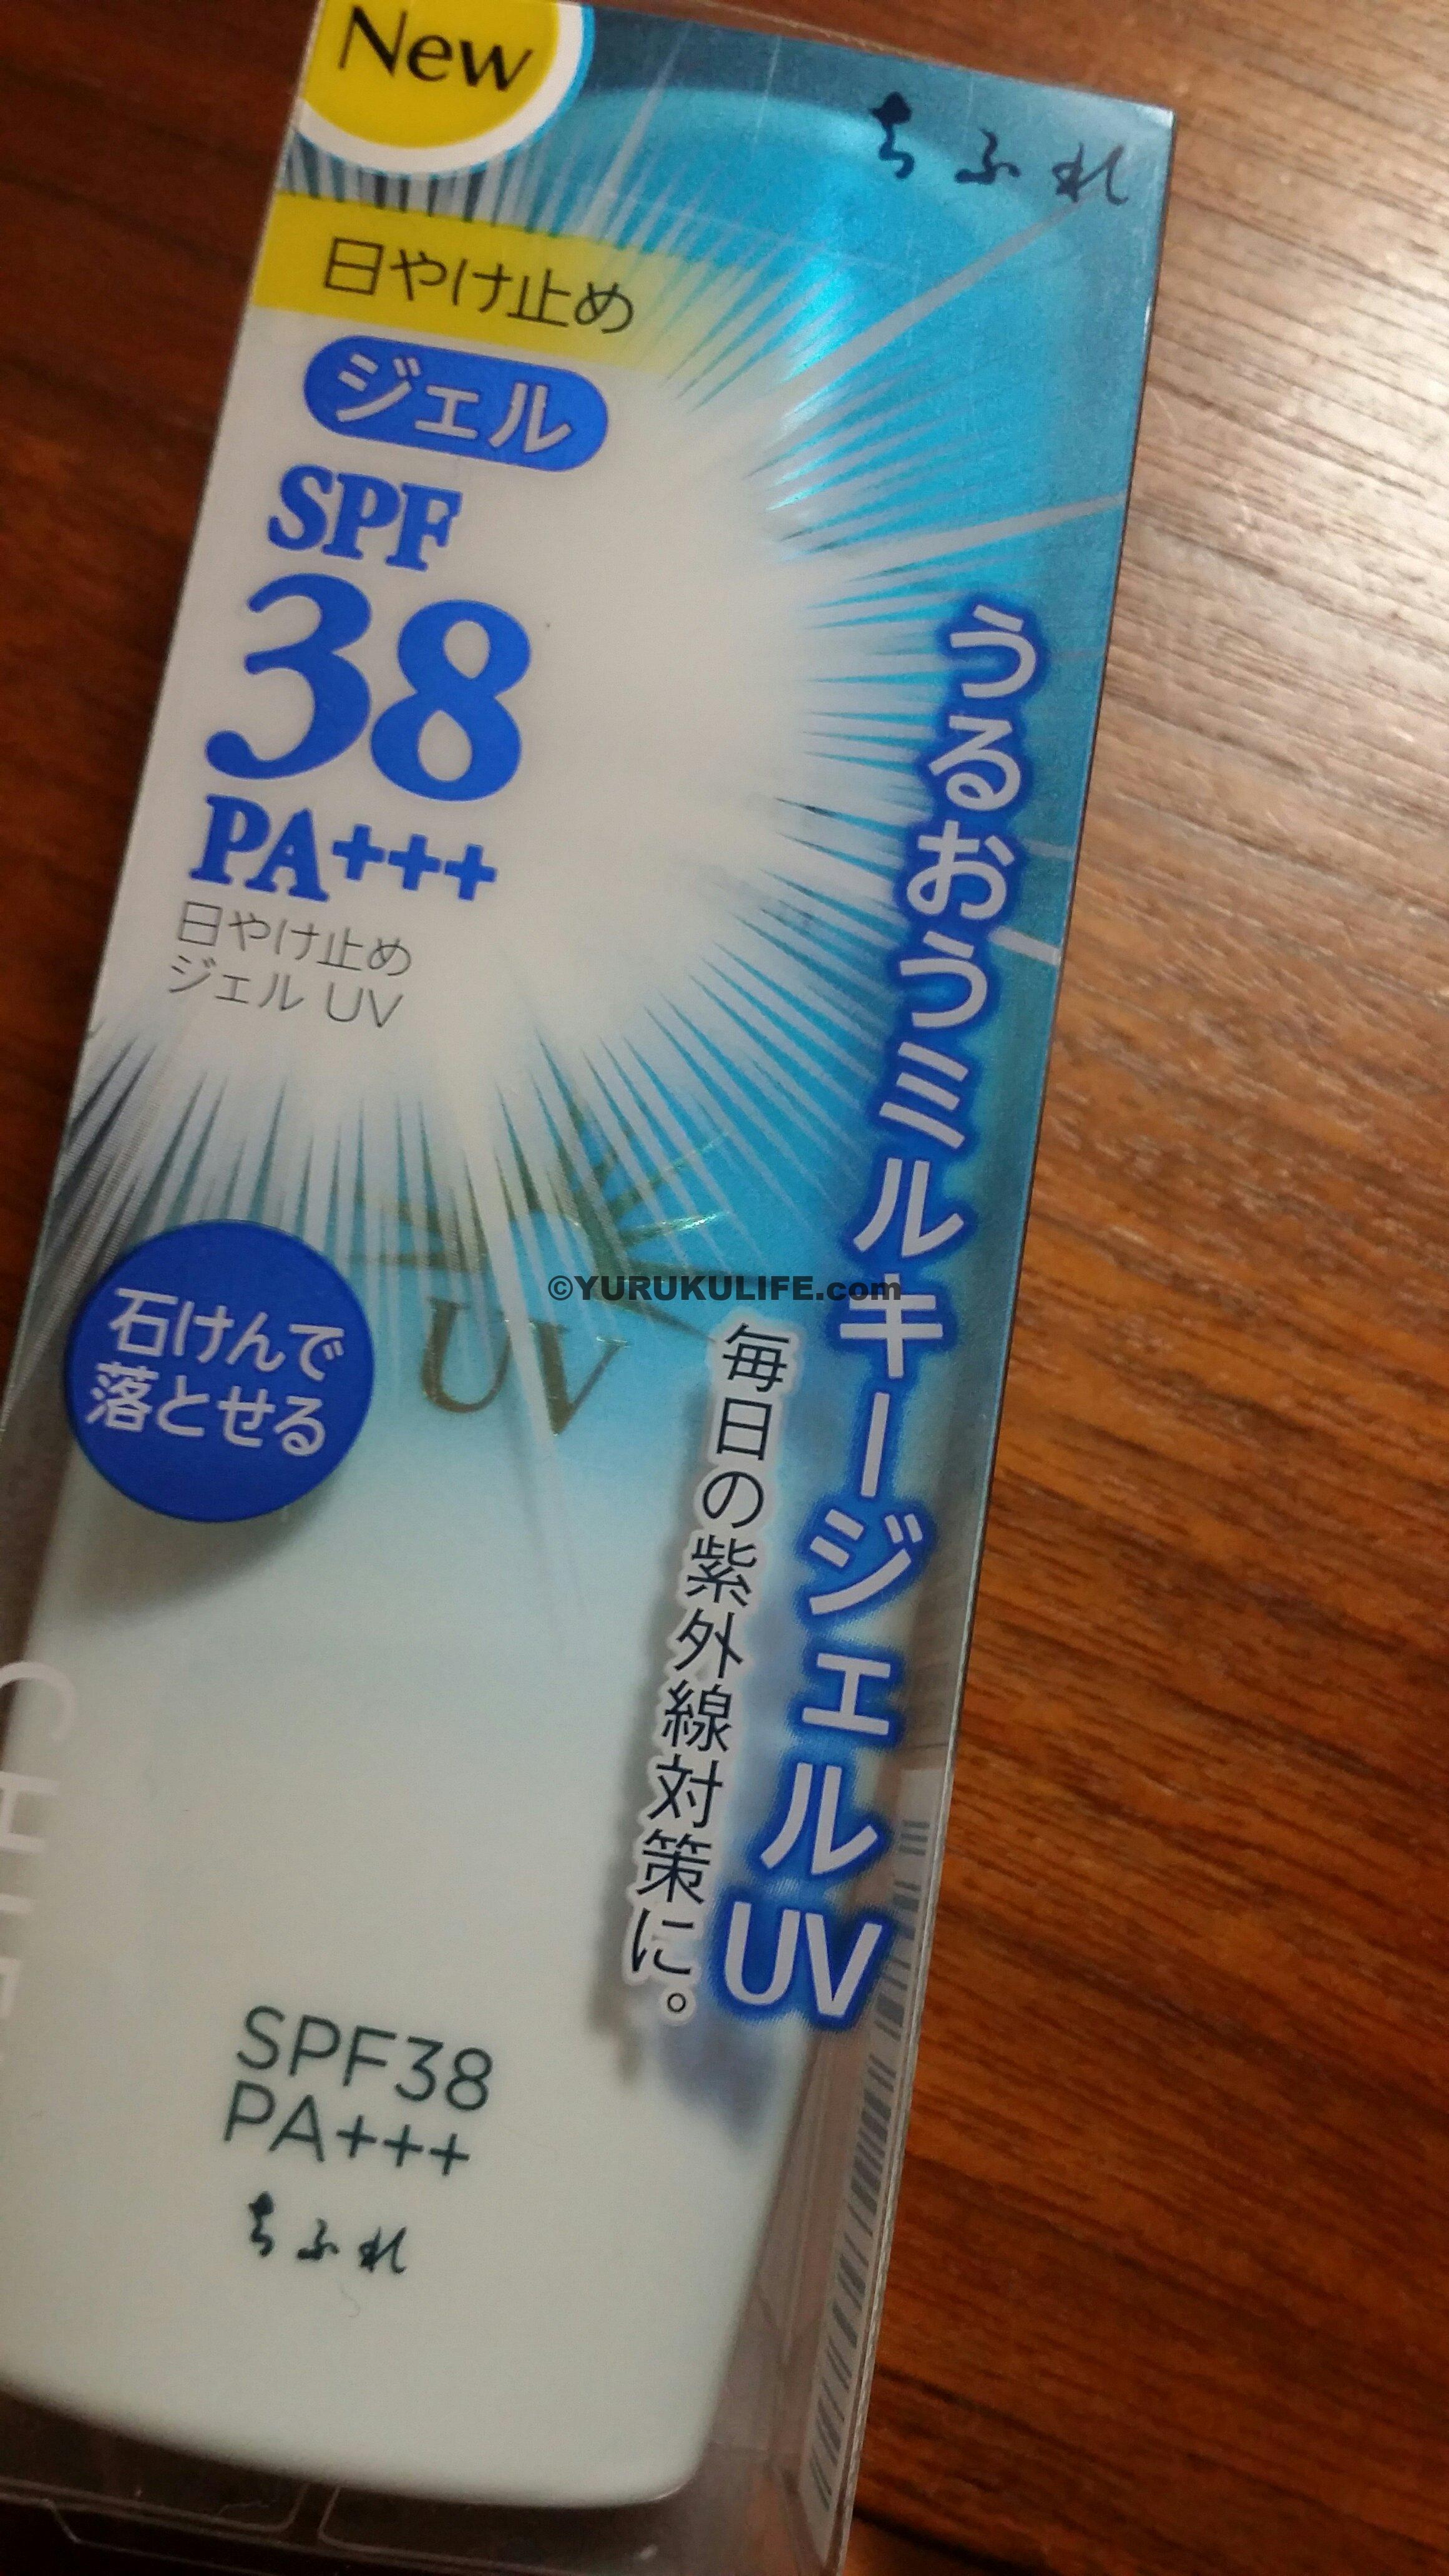 New
ちふれ
日やけ止め
ジェル
SPF
38
PA+++
日やけ止め
ジェル UV
うるおうミルキージェルUV
毎日の紫外線対策に。
石けんで
落とせる
UV
©YURUKULIFE.com
SPF38
PA+++
ちふれ